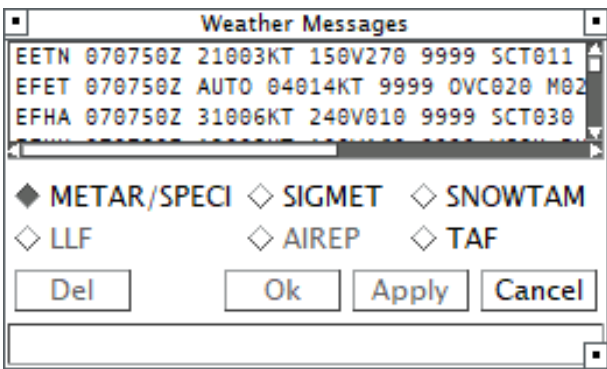 Weather Messages
EETN 070750Z 21003KT 150V270 9999 SCT011
EFET 070750Z AUTO 04014KT 9999 OVC020 M02
EFHA 070750Z 31006KT 240V010 9999 SCT030
METAR/SPECI SIGMET SNOWTAM
LLF AIREP TAF
Del Ok Apply Cancel